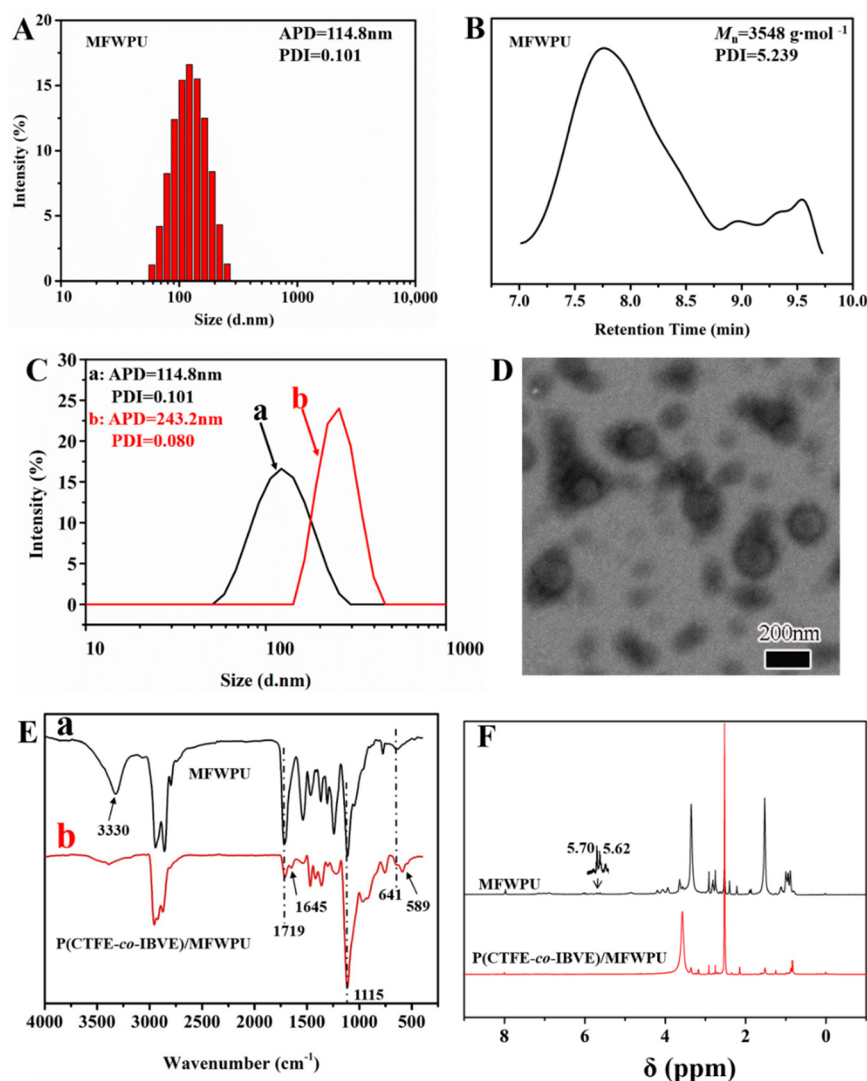 A
MFWPU
APD=114.8nm
PDI=0.101
Intensity (%)
20
15
10
5
0
10
100
1000
10,000
Size (d.nm)
B
MFWPU
Mn=3548 g·mol -1
PDI=5.239
Intensity (%)
7.0
7.5
8.0
8.5
9.0
9.5
10.0
Retention Time (min)
C
a: APD=114.8nm
PDI=0.101
b: APD=243.2nm
PDI=0.080
a
b
Intensity (%)
30
25
20
15
10
5
0
10
100
1000
Size (d.nm)
D
200nm
E
a
MFWPU
3330
b
1645
641
589
1719
P(CTFE-co-IBVE)/MFWPU
1115
4000
3500
3000
2500
2000
1500
1000
500
Wavenumber (cm-1)
F
5.70
5.62
MFWPU
P(CTFE-co-IBVE)/MFWPU
8
6
4
2
0
δ (ppm)